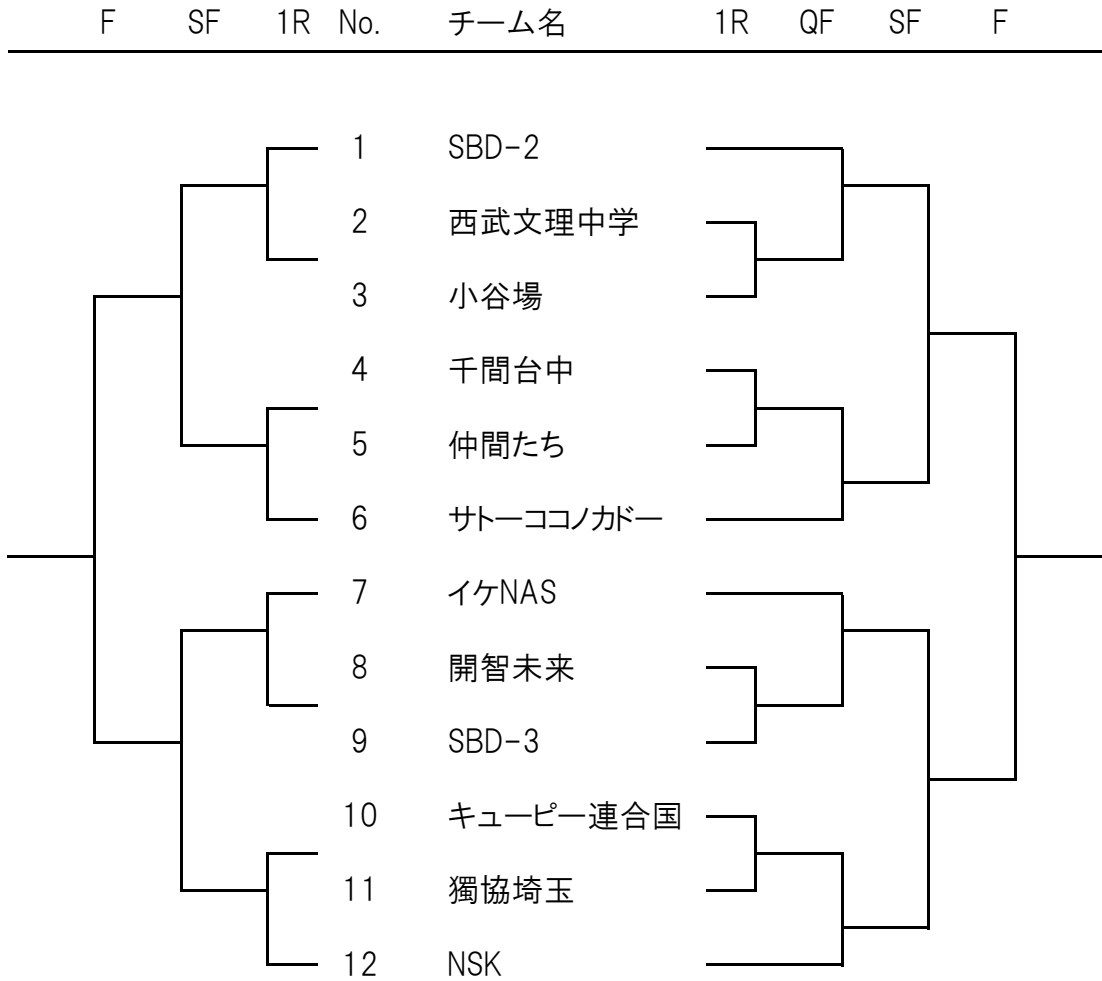 F SF 1R No. チーム名 1R QF SF F
1 SBD-2
2 西武文理中学
3 小谷場
4 千間台中
5 仲間たち
6 サトーココノカドー
7 イケNAS
8 開智未来
9 SBD-3
10 キューピー連合国
11 獨協埼玉
12 NSK